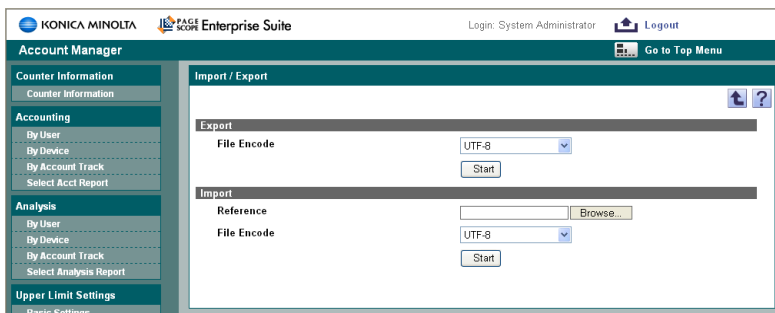 KONICA MINOLTA PAGE SCOPE Enterprise Suite Login: System Administrator Logout
Account Manager Go to Top Menu
Counter Information
Counter Information
Accounting
By User
By Device
By Account Track
Select Acct Report
Analysis
By User
By Device
By Account Track
Select Analysis Report
Upper Limit Settings
Basic Settings
Import / Export
?
Export
File Encode UTF-8
Start
Import
Reference Browse...
File Encode UTF-8
Start